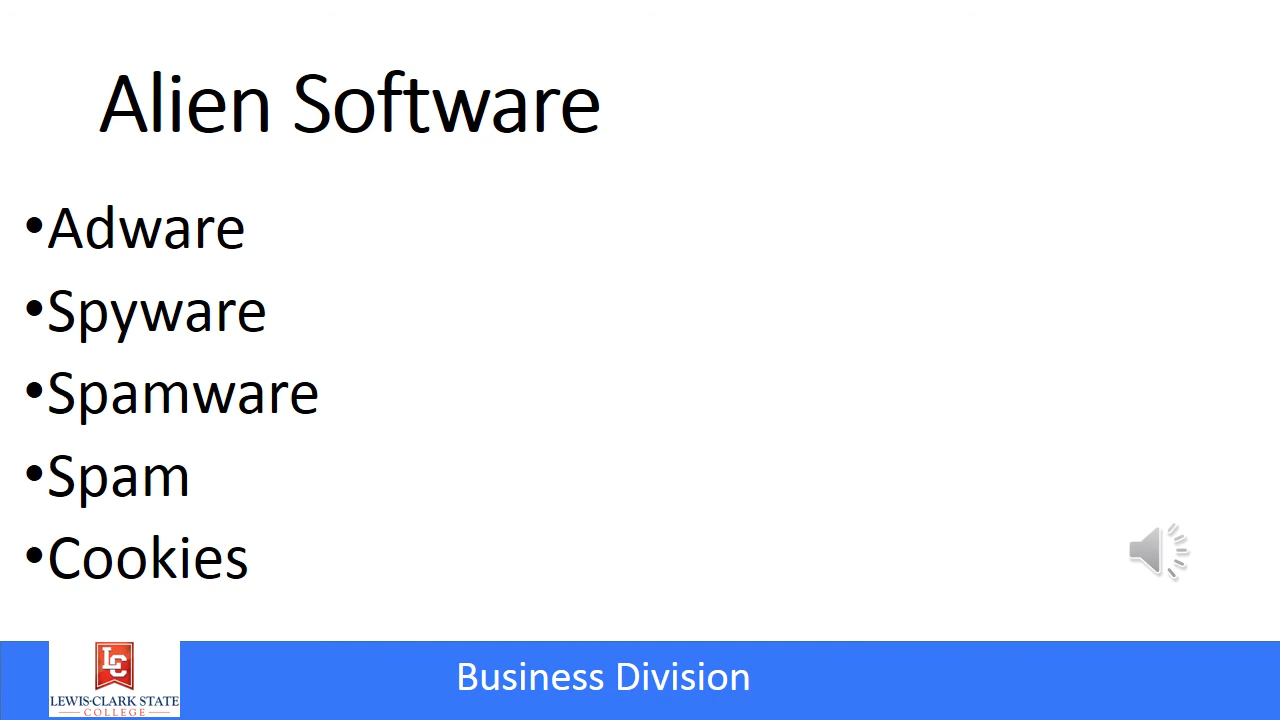 Alien Software
•Adware
•Spyware
•Spamware
•Spam
•Cookies
LC
LEWIS-CLARK STATE
COLLEGE
Business Division